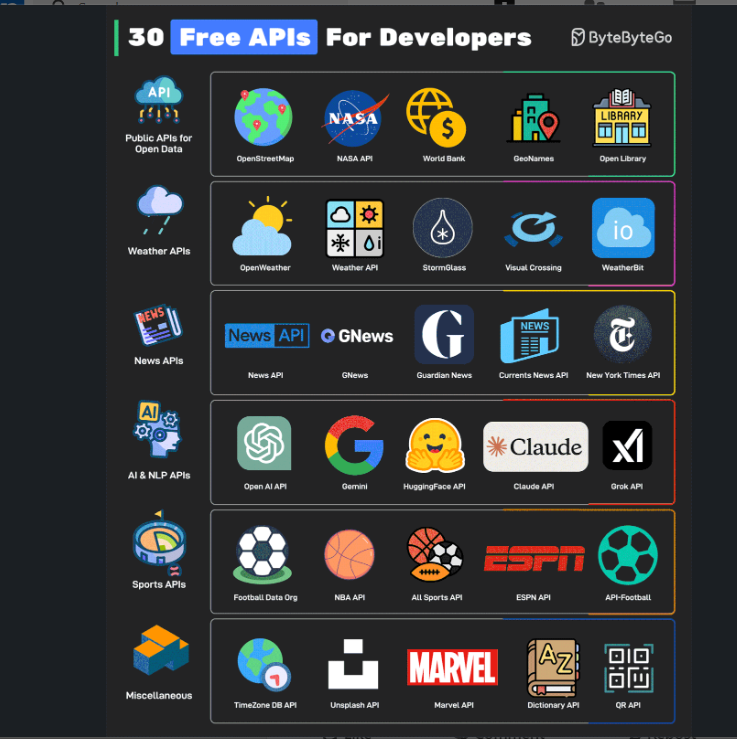 30 Free APIs For Developers
ByteByteGo
API
Public APIs for
Open Data
NASA
$
LIBRARY
OpenStreetMap
NASA API
World Bank
GeoNames
Open Library
Weather APIs
i
io
OpenWeather
Weather API
StormGlass
Visual Crossing
WeatherBit
NEWS
News APIs
News API
GNews
G
NEWS
T
News API
GNews
Guardian News
Currents News API
New York Times API
AI
AI & NLP APIs
G
Claude
xI
Open AI API
Gemini
HuggingFace API
Claude API
Grok API
Sports APIs
ESPN
Football Data Org
NBA API
All Sports API
ESPN API
API-Football
Miscellaneous
MARVEL
AZ
TimeZone DB API
Unsplash API
Marvel API
Dictionary API
QR API